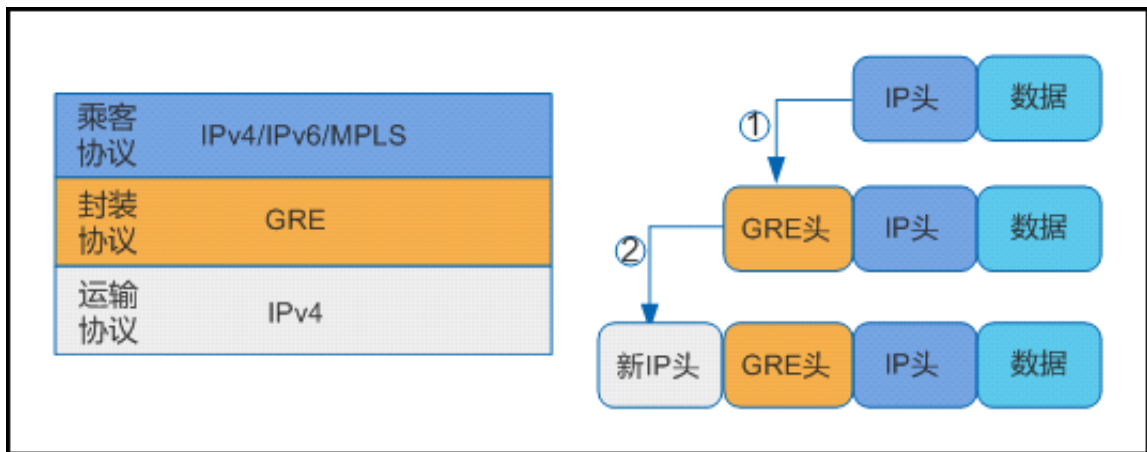 乘客
协议
IPv4/IPv6/MPLS
封装
协议
GRE
运输
协议
IPv4
IP头
数据
①
GRE头
IP头
数据
②
新IP头
GRE头
IP头
数据